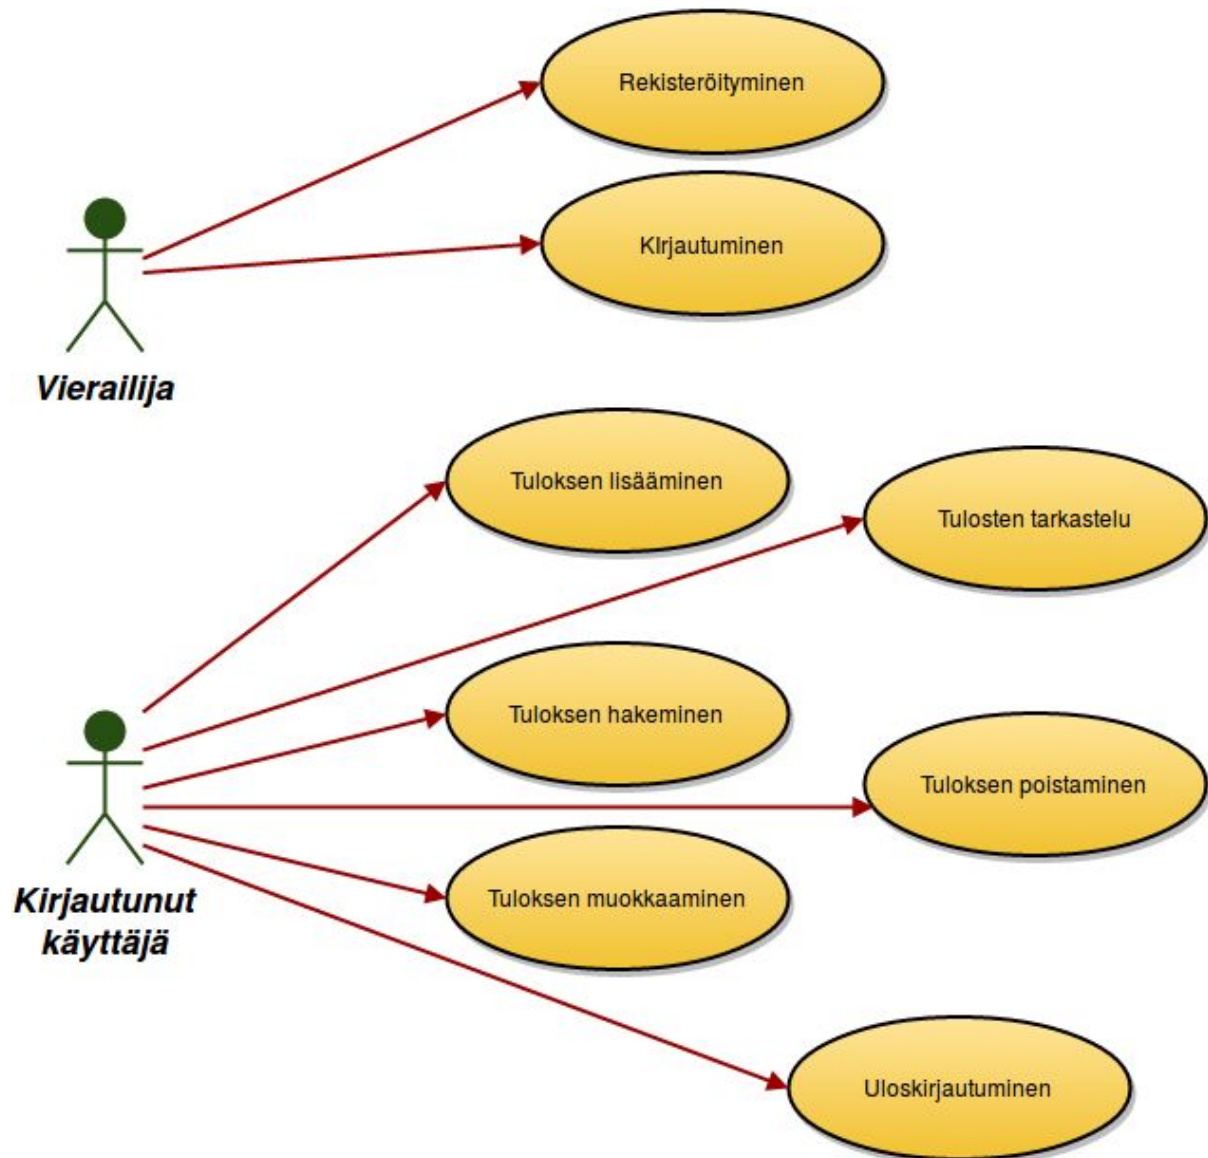 Rekisteröityminen
KIrjautuminen
Vierailija
Tuloksen lisääminen
Tulosten tarkastelu
Tuloksen hakeminen
Tuloksen poistaminen
Tuloksen muokkaaminen
Kirjautunut
käyttäjä
Uloskirjautuminen